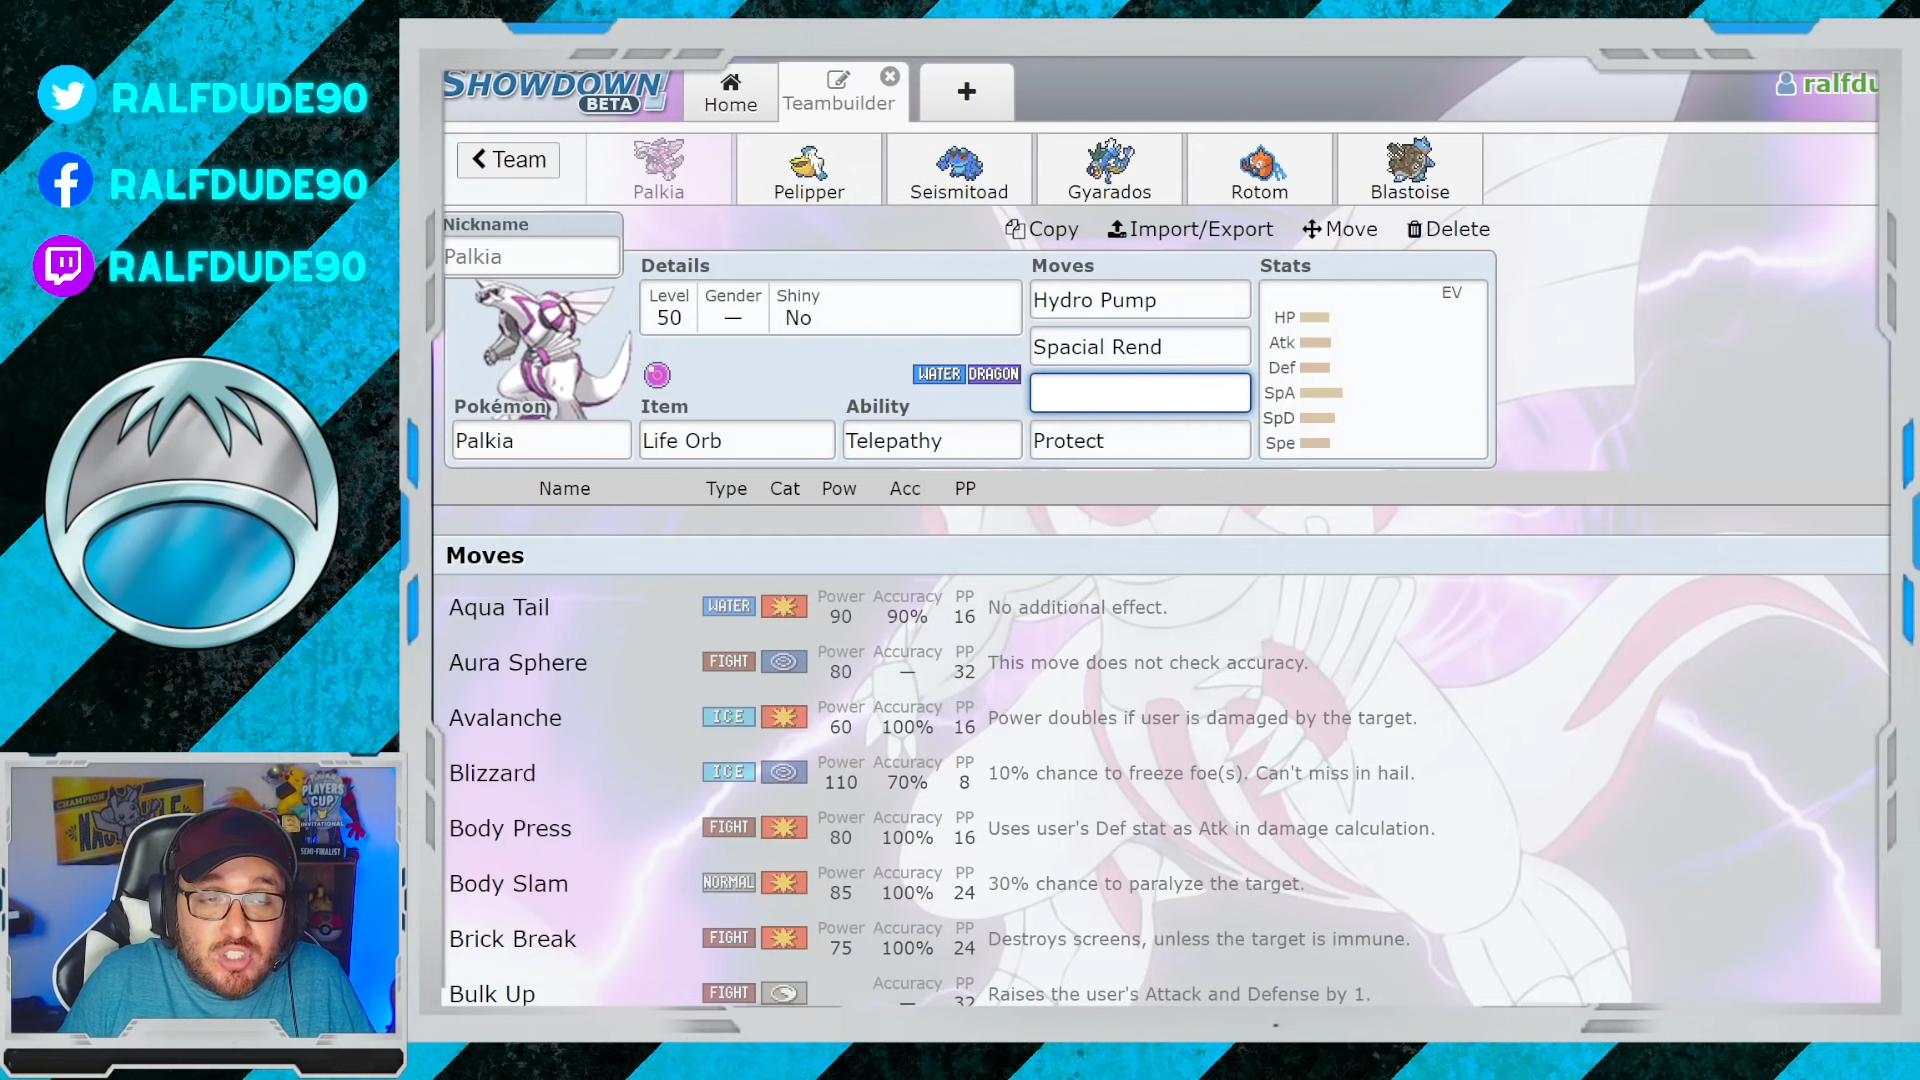 RALFDUDE90
RALFDUDE90
RALFDUDE90
SHOWDOWN
BETA
Home
Teambuilder
+
ralfdu
Team
Palkia
Pelipper
Seismitoad
Gyarados
Rotom
Blastoise
Copy
Import/Export
Move
Delete
Nickname
Palkia
Details
Moves
Stats
Level
50
Gender
—
Shiny
No
Hydro Pump
EV
HP
Atk
Def
SpA
SpD
Spe
Spacial Rend
WATER DRAGON
Pokémon
Item
Ability
Palkia
Life Orb
Telepathy
Protect
Name Type Cat Pow Acc PP
Moves
Aqua Tail WATER Power 90 Accuracy 90% PP 16 No additional effect.
Aura Sphere FIGHT Power 80 Accuracy — PP 32 This move does not check accuracy.
Avalanche ICE Power 60 Accuracy 100% PP 16 Power doubles if user is damaged by the target.
Blizzard ICE Power 110 Accuracy 70% PP 8 10% chance to freeze foe(s). Can't miss in hail.
Body Press FIGHT Power 80 Accuracy 100% PP 16 Uses user's Def stat as Atk in damage calculation.
Body Slam NORMAL Power 85 Accuracy 100% PP 24 30% chance to paralyze the target.
Brick Break FIGHT Power 75 Accuracy 100% PP 24 Destroys screens, unless the target is immune.
Bulk Up FIGHT Accuracy — PP 32 Raises the user's Attack and Defense by 1.
CHAMPION
PLAYERS
CUP
INVITATIONAL
SEMI-FINALIST